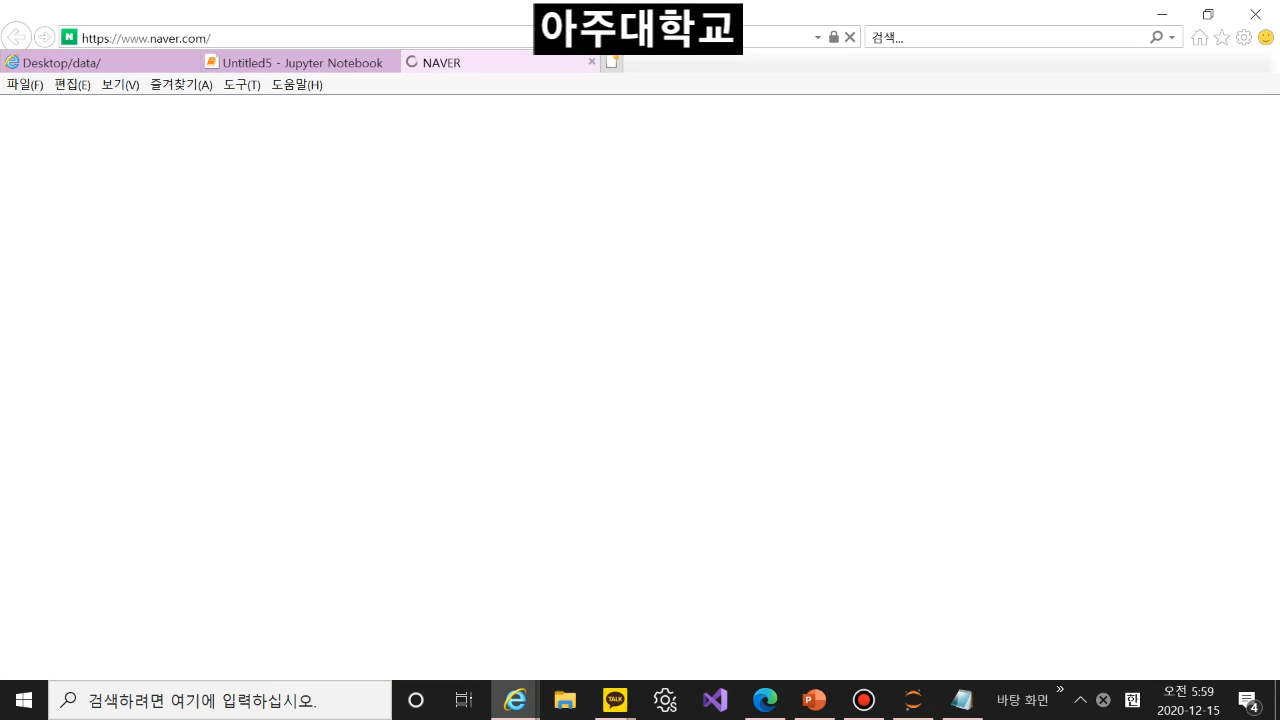 아주대학교
https://www.naver.com/
검색...
Desktop/data/
Untitled5 - Jupyter Notebook
NAVER
파일(F) 편집(E) 보기(V) 즐겨찾기(A) 도구(T) 도움말(H)
검색하려면 여기에 입력하십시오.
TALK
바탕 화면
한
오전 5:59
2020-12-15
4